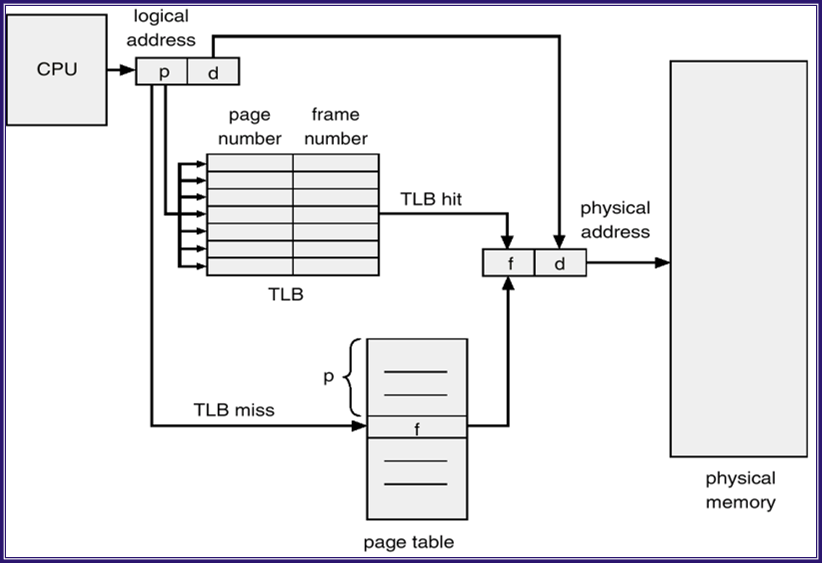 logical
address
CPU
p
d
page
number
frame
number
TLB hit
physical
address
f
d
TLB
p
TLB miss
f
physical
memory
page table